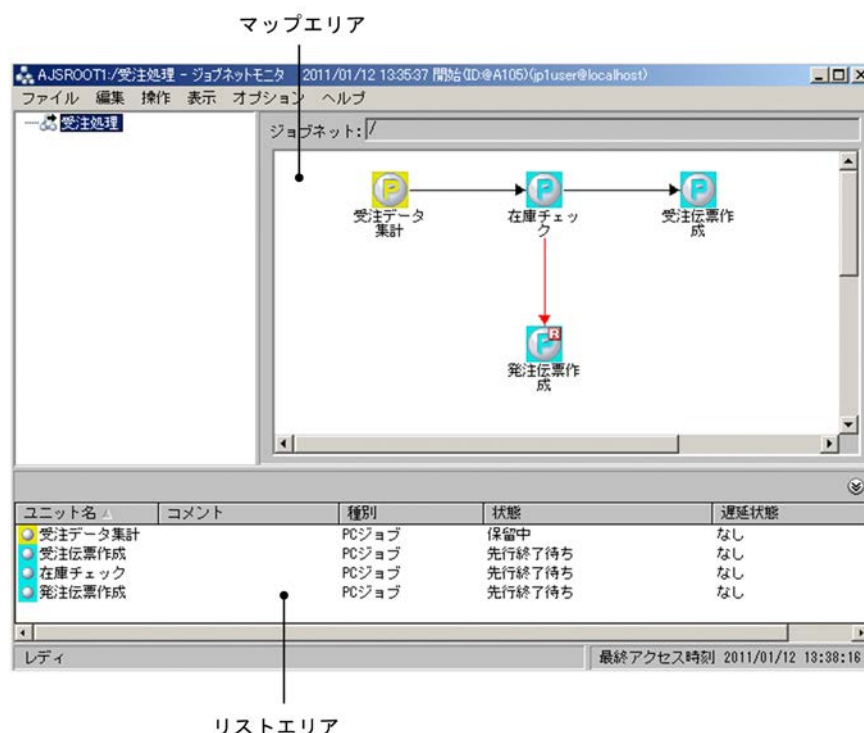 マップエリア
AJSROOT1:/受注処理 - ジョブネットモニタ 2011/01/12 13:35:37 開始(ID:@A105)(jp1user@localhost)
ファイル 編集 操作 表示 オプション ヘルプ
受注処理
ジョブネット: /
受注データ
集計
在庫チェッ
ク
受注伝票作
成
発注伝票作
成
ユニット名 コメント 種別 状態 遅延状態
受注データ集計 PCジョブ 保留中 なし
受注伝票作成 PCジョブ 先行終了待ち なし
在庫チェック PCジョブ 先行終了待ち なし
発注伝票作成 PCジョブ 先行終了待ち なし
レディ 最終アクセス時刻 2011/01/12 13:38:16
リストエリア